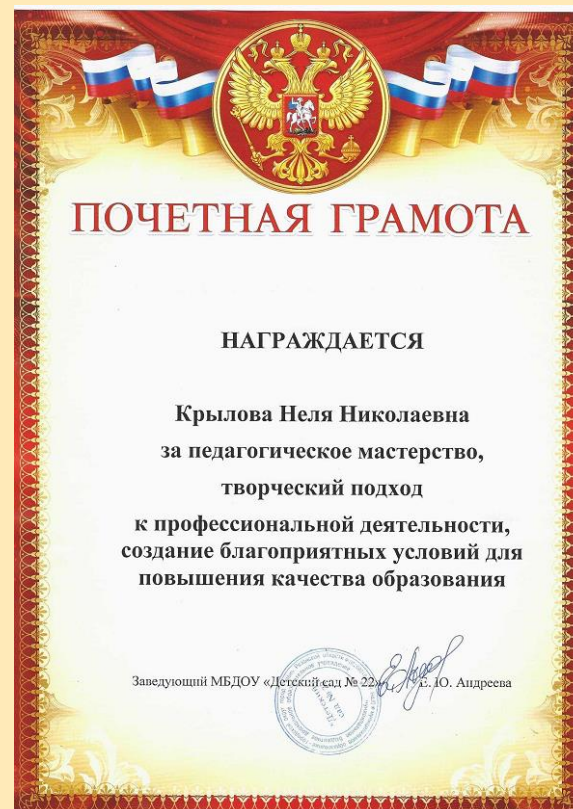 ПОЧЕТНАЯ ГРАМОТА
НАГРАЖДАЕТСЯ
Крылова Неля Николаевна
за педагогическое мастерство,
творческий подход
к профессиональной деятельности,
создание благоприятных условий для
повышения качества образования
Заведующий МБДОУ «Детский сад № 22» Е. Ю. Андреева